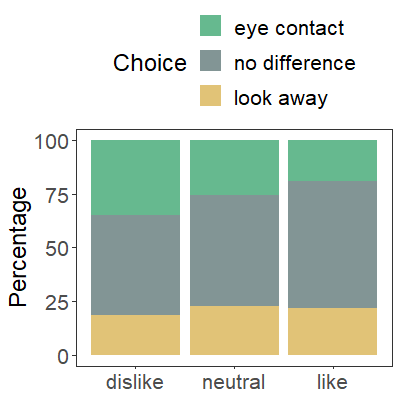 eye contact
Choice no difference
look away
100
75
50
25
0
Percentage
dislike neutral like